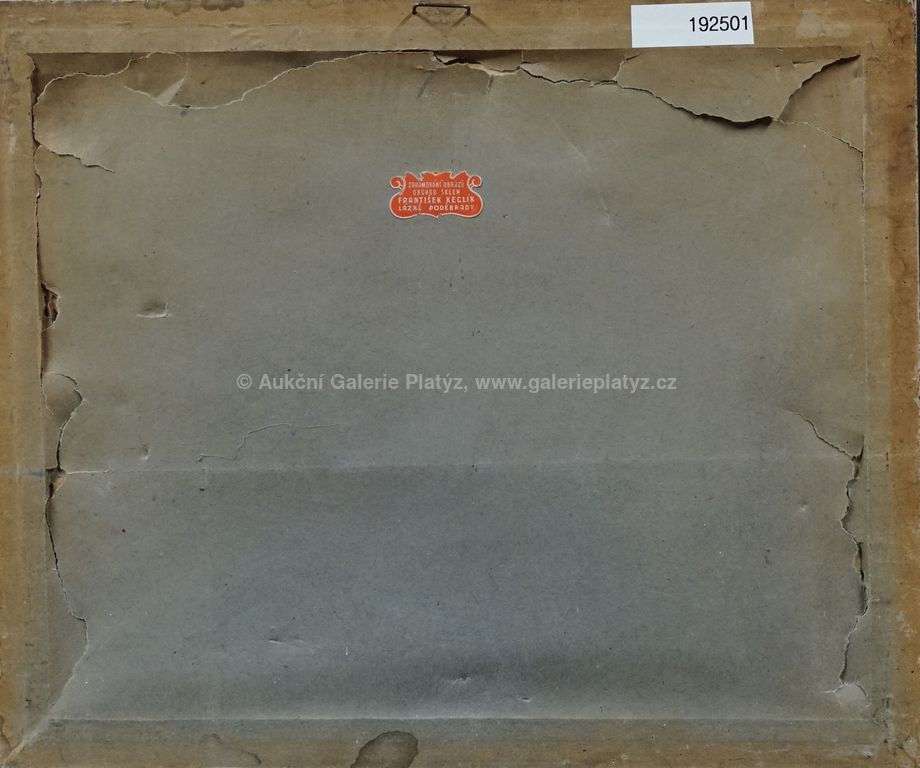 192501
ZARÁMOVÁNÍ OBRAZŮ
OBCHOD SKLEM
FRANTIŠEK KEGLÍK
LÁZNĚ PODĚBRADY
© Aukční Galerie Platýz, www.galerieplatyz.cz